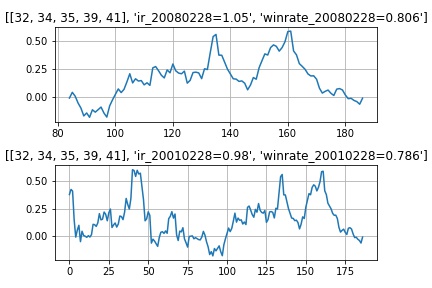 [[32, 34, 35, 39, 41], 'ir_20080228=1.05', 'winrate_20080228=0.806']
0.50
0.25
0.00
80 100 120 140 160 180
[[32, 34, 35, 39, 41], 'ir_20010228=0.98', 'winrate_20010228=0.786']
0.50
0.25
0.00
0 25 50 75 100 125 150 175